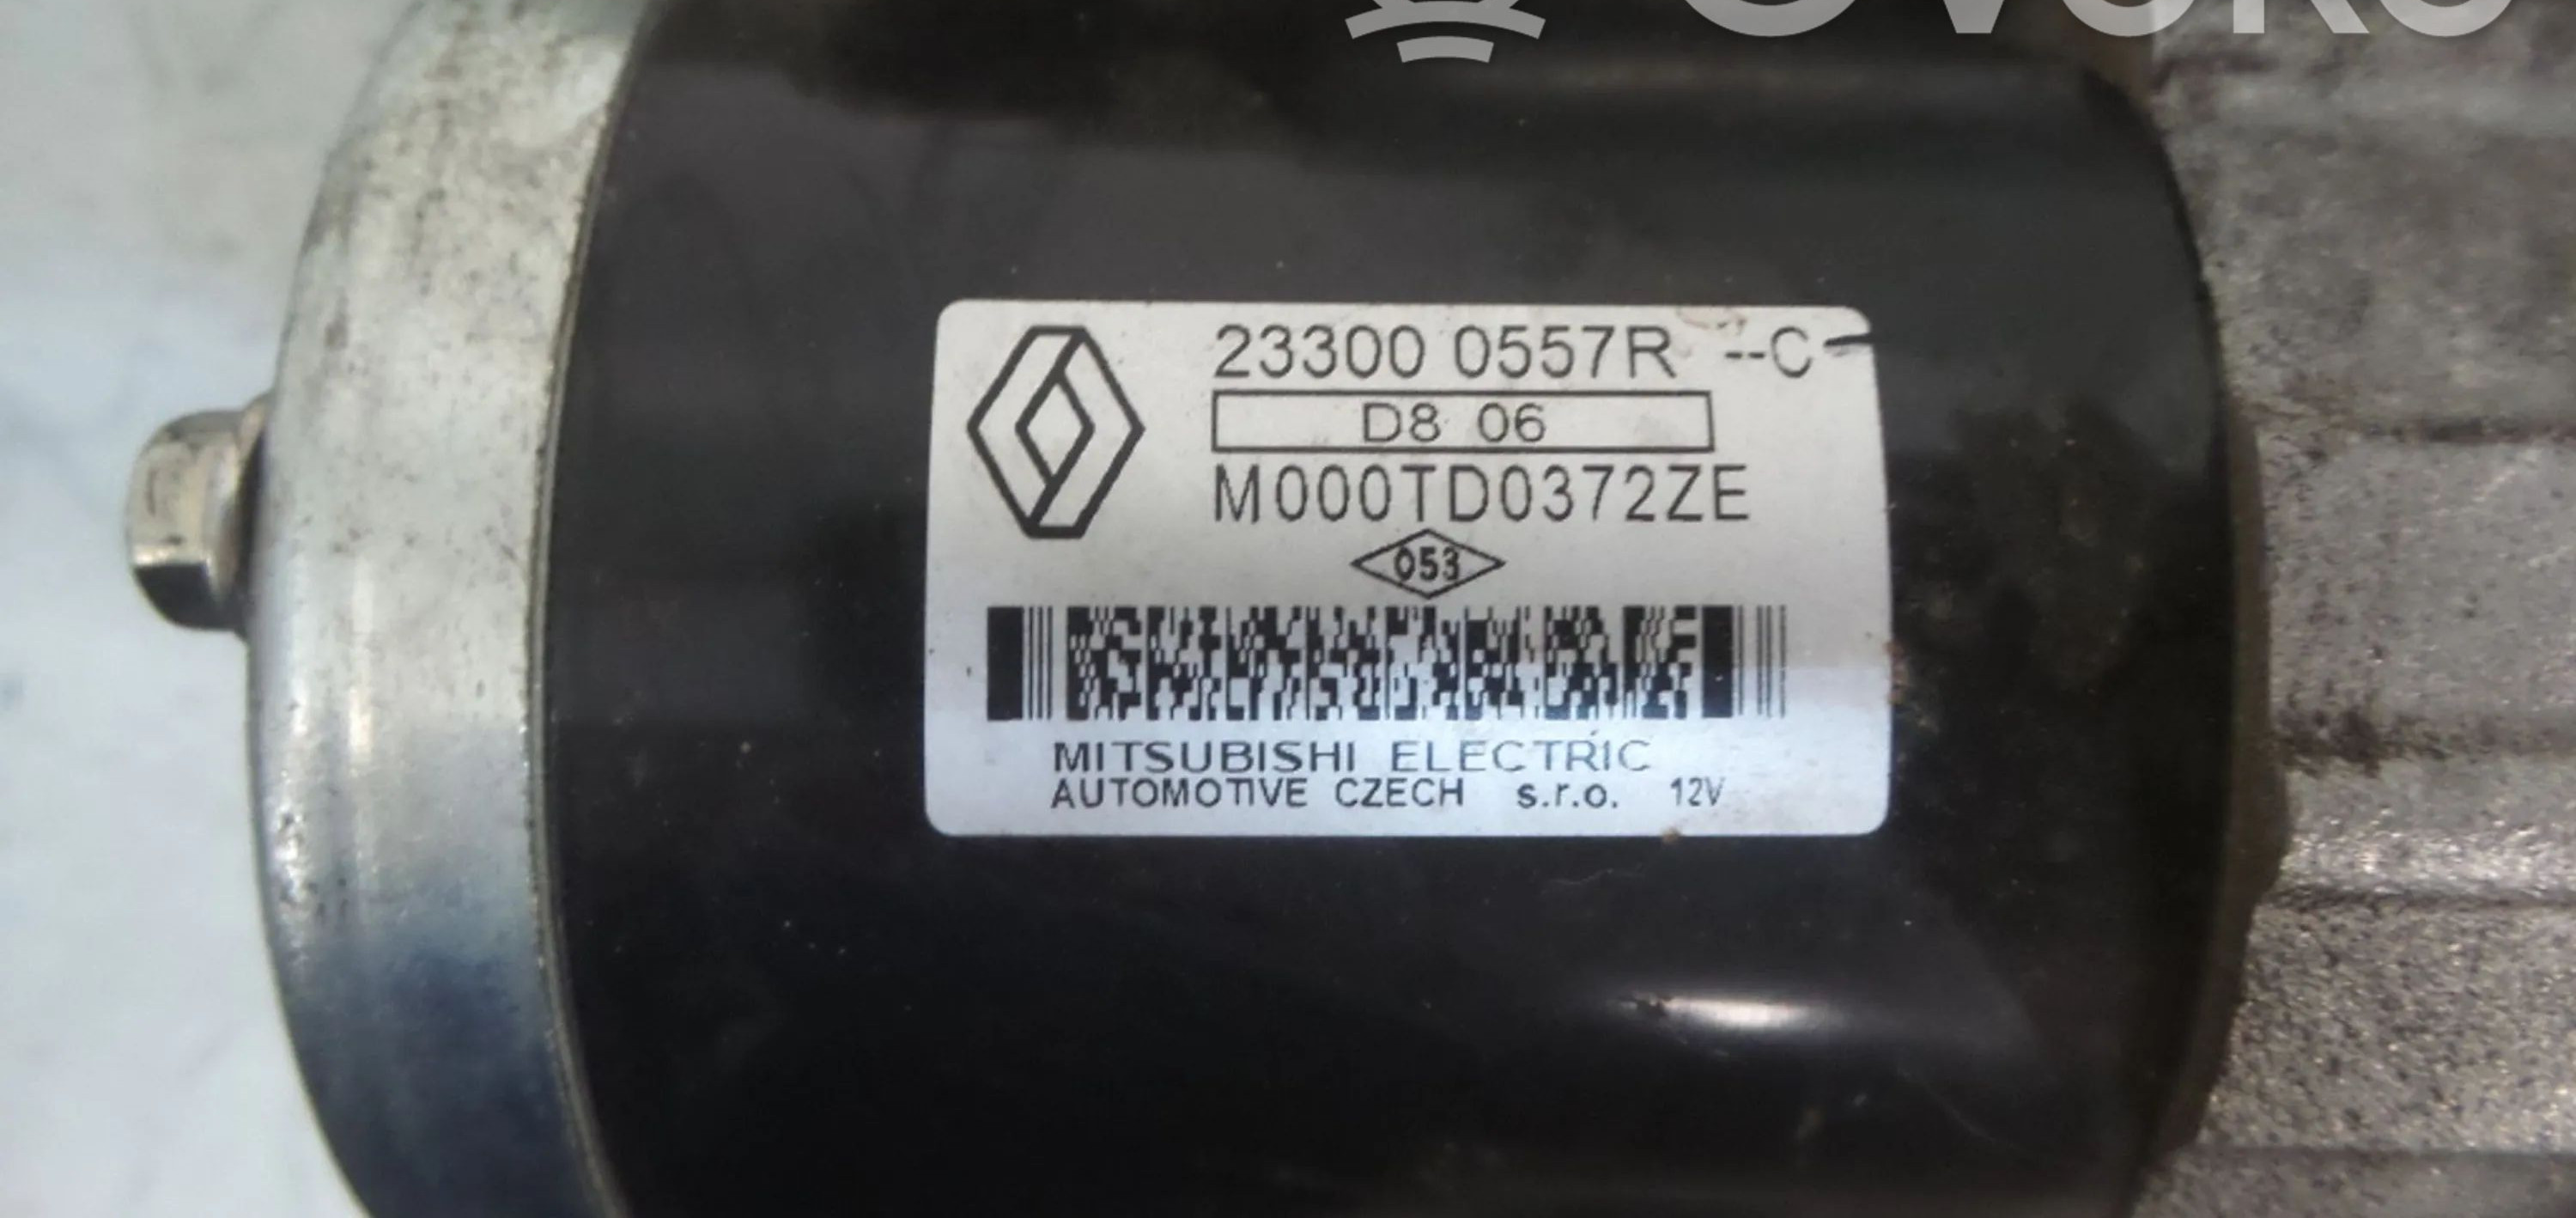 23300 0557R --C
D8 06
M000TD0372ZE
053
MITSUBISHI ELECTRIC
AUTOMOTIVE CZECH s.r.o. 12V